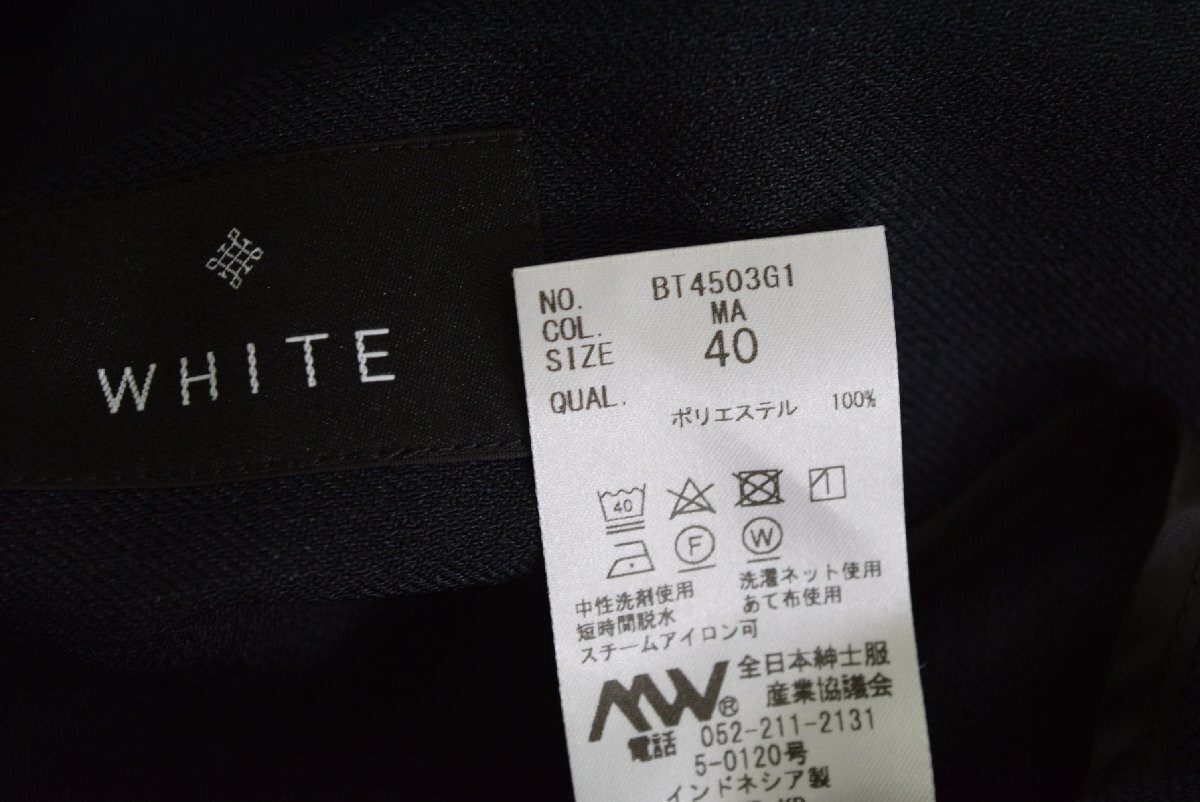 WHITE
NO. BT4503G1
COL. MA
SIZE 40
QUAL.
ポリエステル 100%
40
F W
中性洗剤使用 洗濯ネット使用
短時間脱水 あて布使用
スチームアイロン可
MW® 全日本紳士服
産業協議会
電話 052-211-2131
5-0120号
インドネシア製